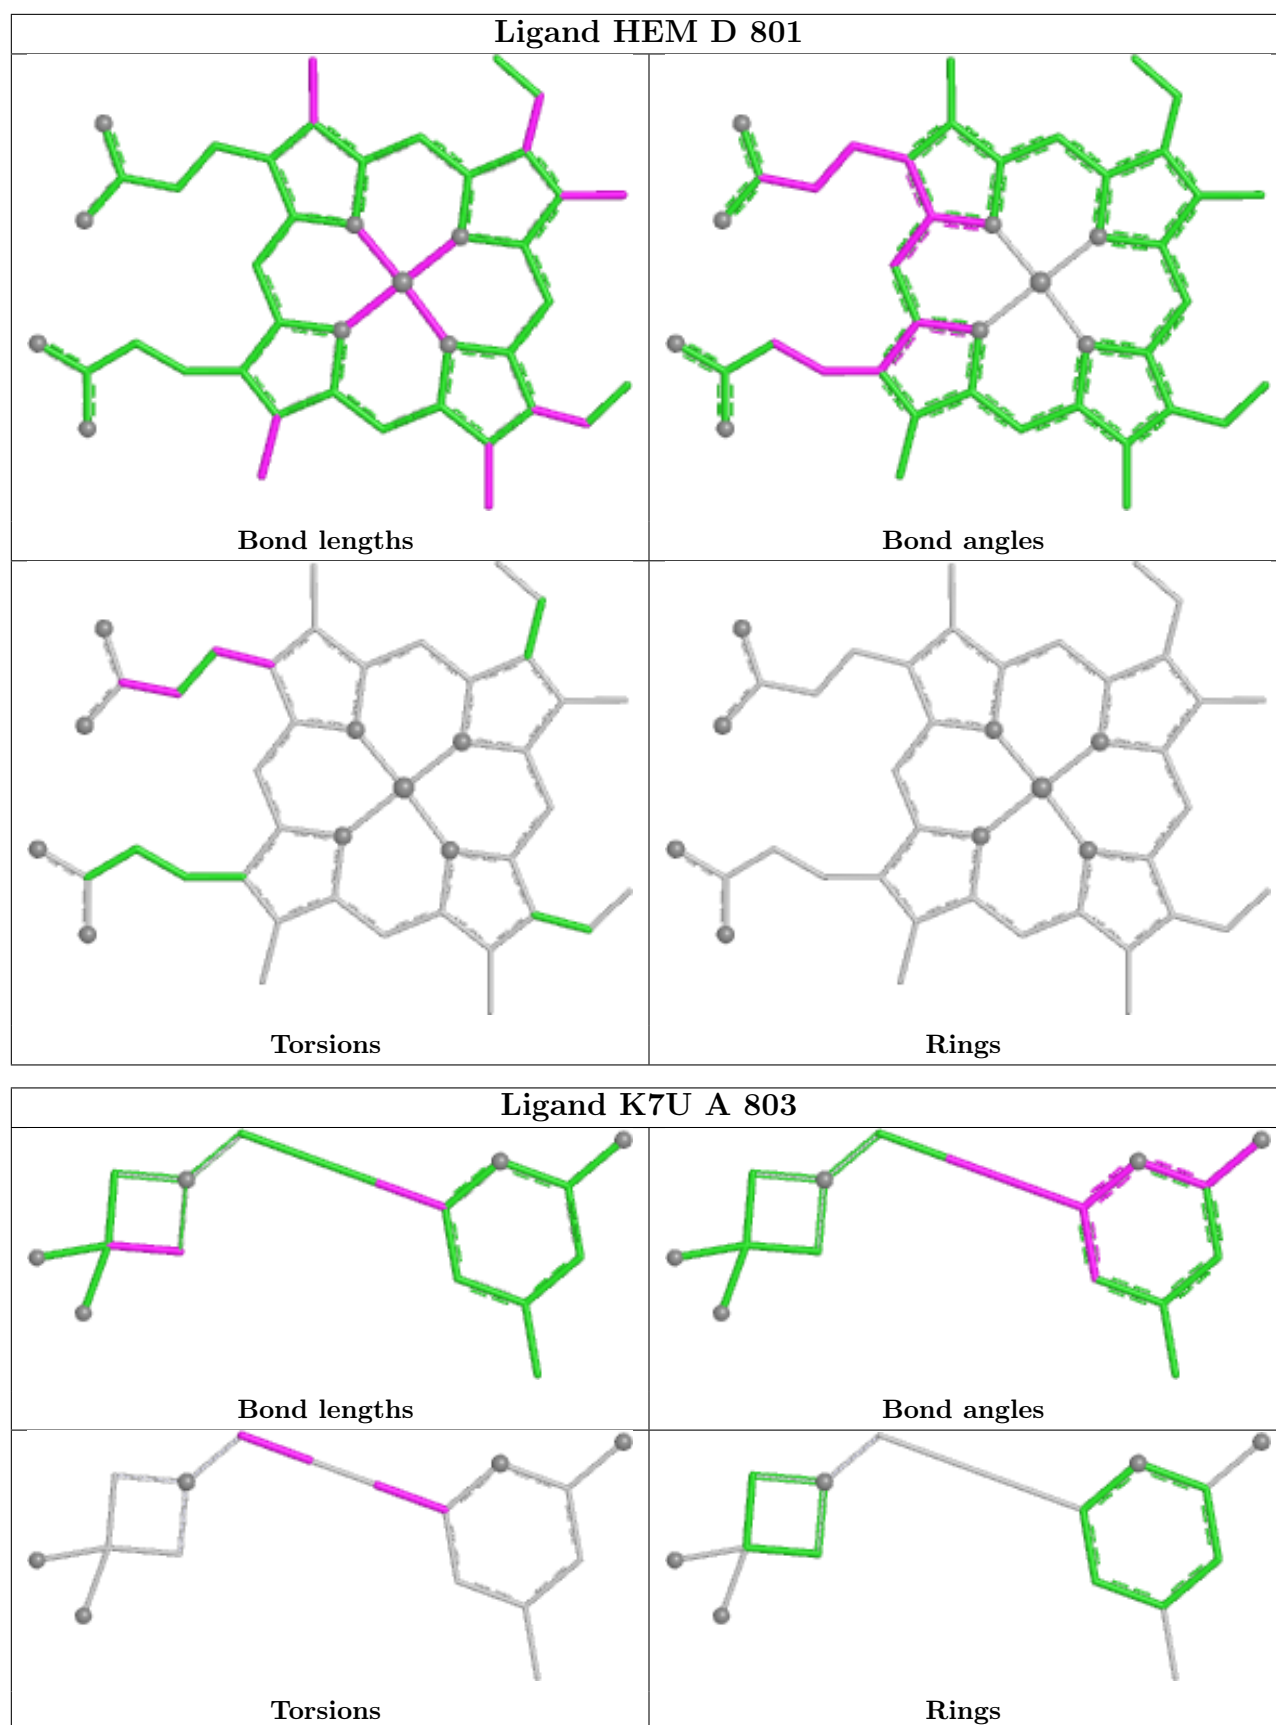 Ligand HEM D 801
Bond lengths
Bond angles
Torsions
Rings
Ligand K7U A 803
Bond lengths
Bond angles
Torsions
Rings